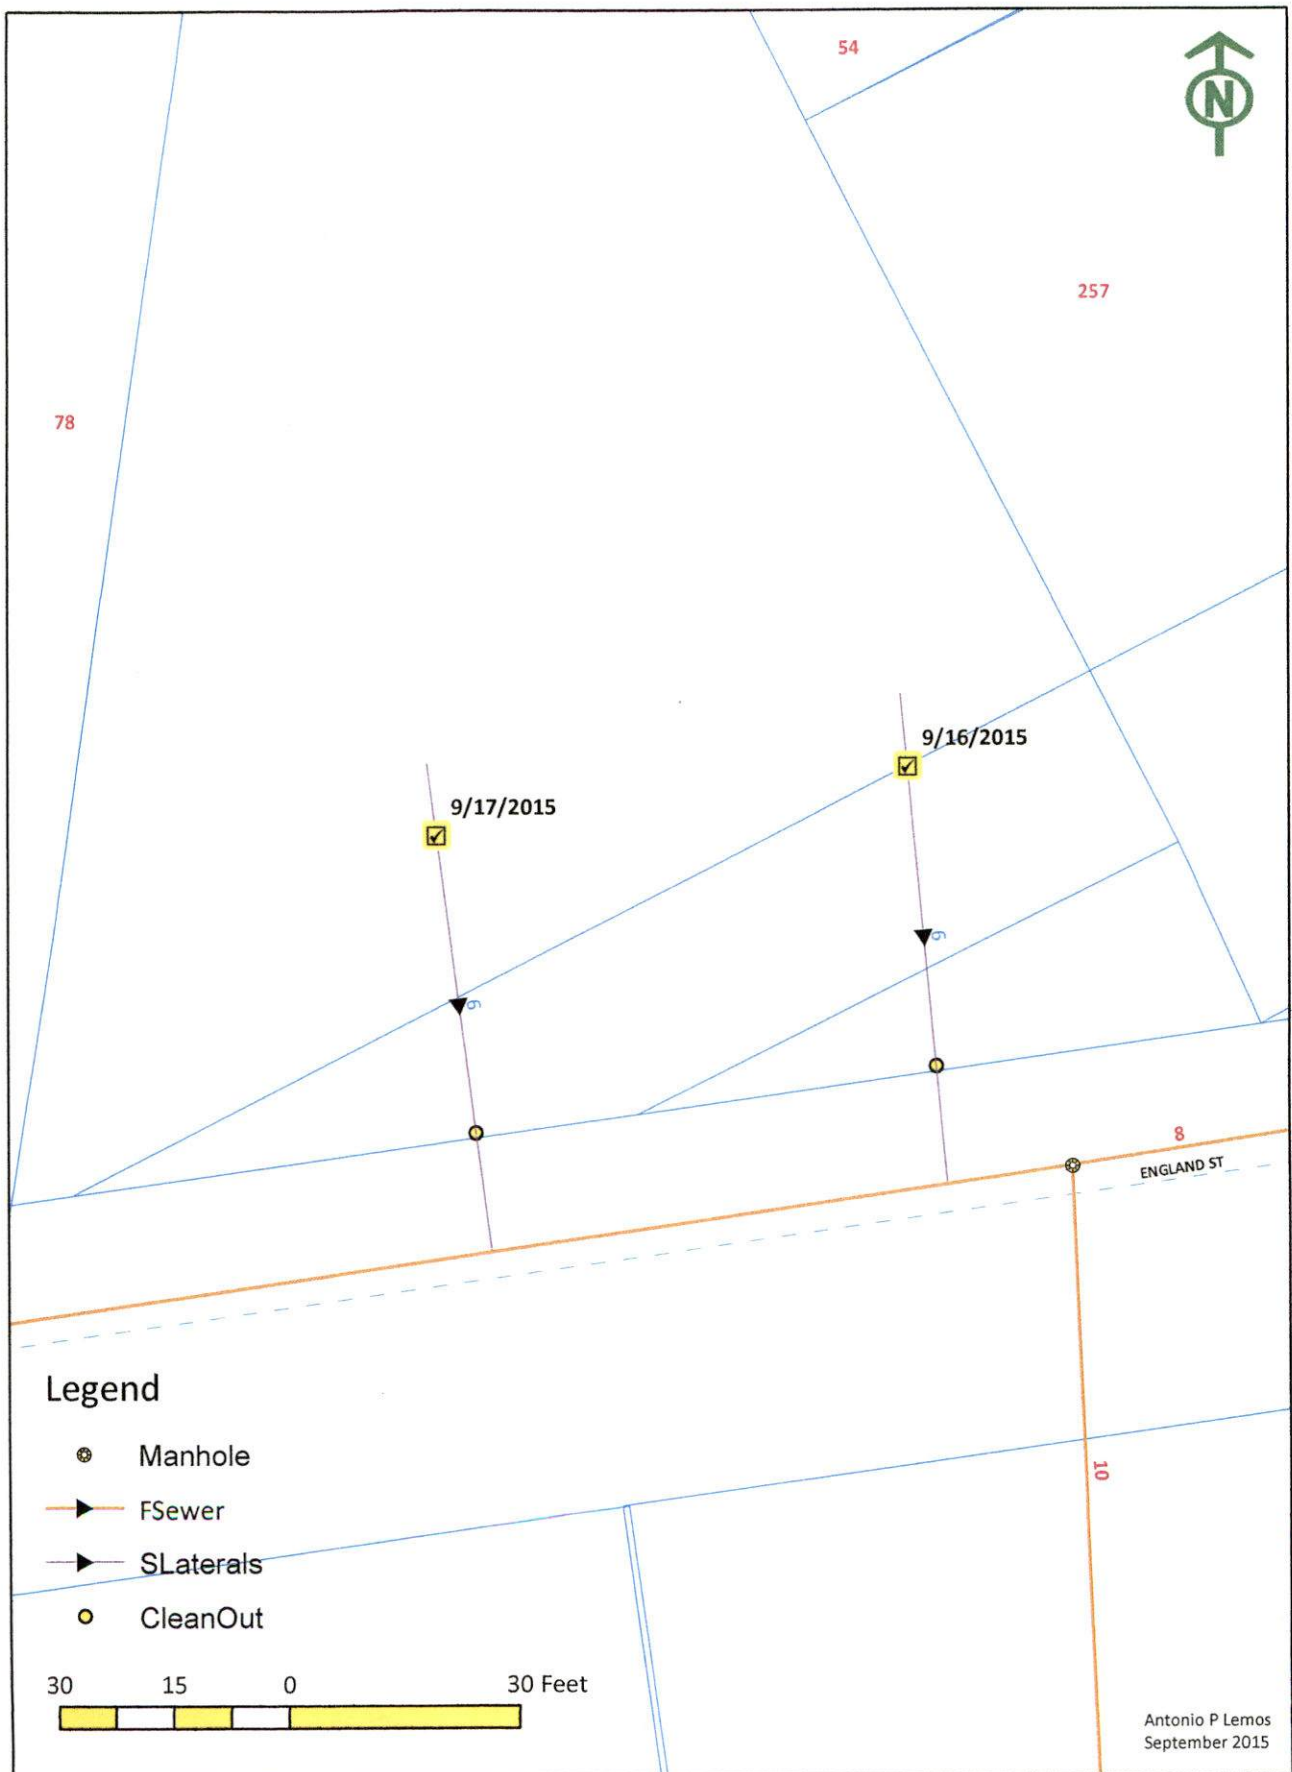 54
N
257
78
9/16/2015
9/17/2015
6
6
8
ENGLAND ST
10
Legend
Manhole
FSewer
SLaterals
CleanOut
30 15 0 30 Feet
Antonio P Lemos
September 2015